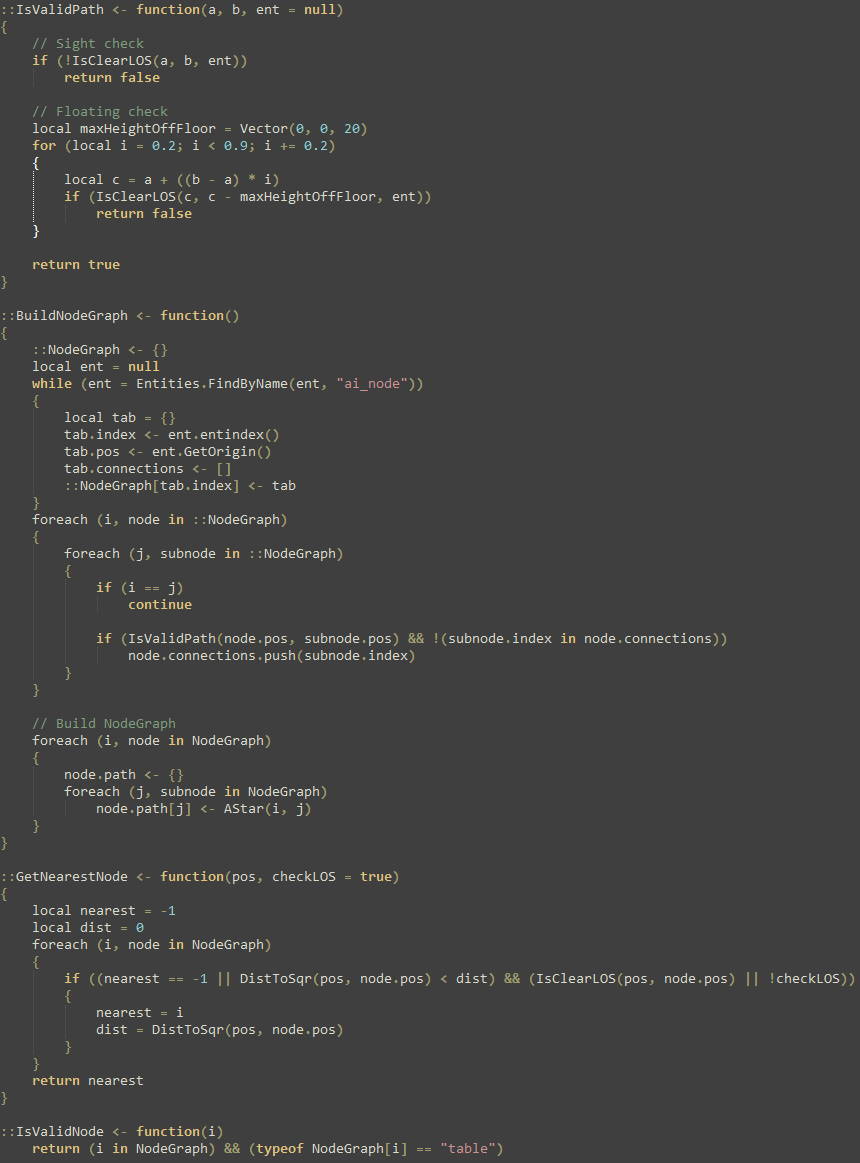 ::IsValidPath <- function(a, b, ent = null)
{
    // Sight check
    if (!IsClearLOS(a, b, ent))
        return false

    // Floating check
    local maxHeightOffFloor = Vector(0, 0, 20)
    for (local i = 0.2; i < 0.9; i += 0.2)
    {
        local c = a + ((b - a) * i)
        if (IsClearLOS(c, c - maxHeightOffFloor, ent))
            return false
    }

    return true
}

::BuildNodeGraph <- function()
{
    ::NodeGraph <- {}
    local ent = null
    while (ent = Entities.FindByName(ent, "ai_node"))
    {
        local tab = {}
        tab.index <- ent.entindex()
        tab.pos <- ent.GetOrigin()
        tab.connections <- []
        ::NodeGraph[tab.index] <- tab
    }
    foreach (i, node in ::NodeGraph)
    {
        foreach (j, subnode in ::NodeGraph)
        {
            if (i == j)
                continue

            if (IsValidPath(node.pos, subnode.pos) && !(subnode.index in node.connections))
                node.connections.push(subnode.index)
        }
    }

    // Build NodeGraph
    foreach (i, node in NodeGraph)
    {
        node.path <- {}
        foreach (j, subnode in NodeGraph)
            node.path[j] <- AStar(i, j)
    }
}

::GetNearestNode <- function(pos, checkLOS = true)
{
    local nearest = -1
    local dist = 0
    foreach (i, node in NodeGraph)
    {
        if ((nearest == -1 || DistToSqr(pos, node.pos) < dist) && (IsClearLOS(pos, node.pos) || !checkLOS))
        {
            nearest = i
            dist = DistToSqr(pos, node.pos)
        }
    }
    return nearest
}

::IsValidNode <- function(i)
    return (i in NodeGraph) && (typeof NodeGraph[i] == "table")